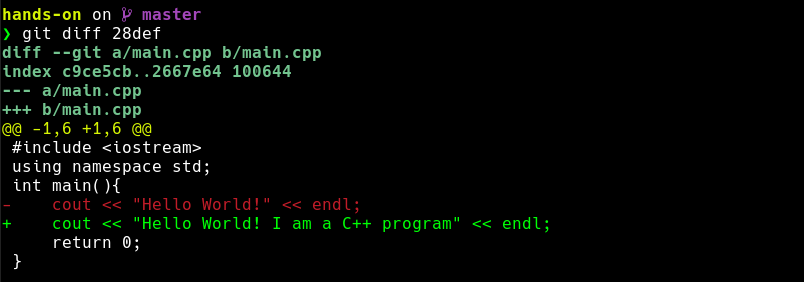 hands-on on master
❯ git diff 28def
diff --git a/main.cpp b/main.cpp
index c9ce5cb..2667e64 100644
--- a/main.cpp
+++ b/main.cpp
@@ -1,6 +1,6 @@
 #include <iostream>
 using namespace std;
 int main(){
-    cout << "Hello World!" << endl;
+    cout << "Hello World! I am a C++ program" << endl;
     return 0;
 }